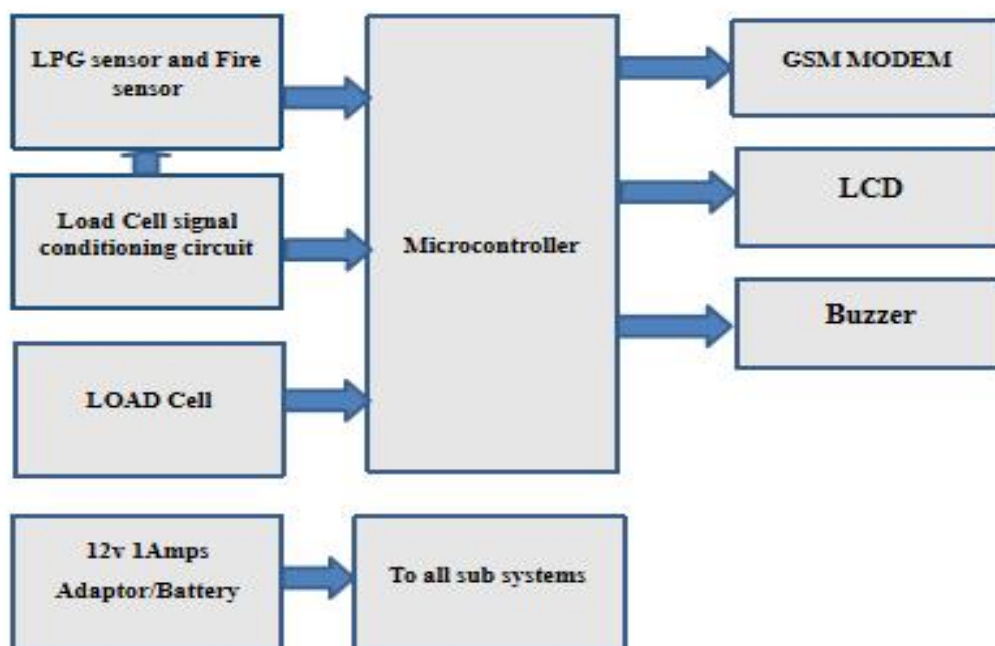 LPG sensor and Fire
sensor
GSM MODEM
Load Cell signal
conditioning circuit
Microcontroller
LCD
Buzzer
LOAD Cell
12v 1Amps
Adaptor/Battery
To all sub systems